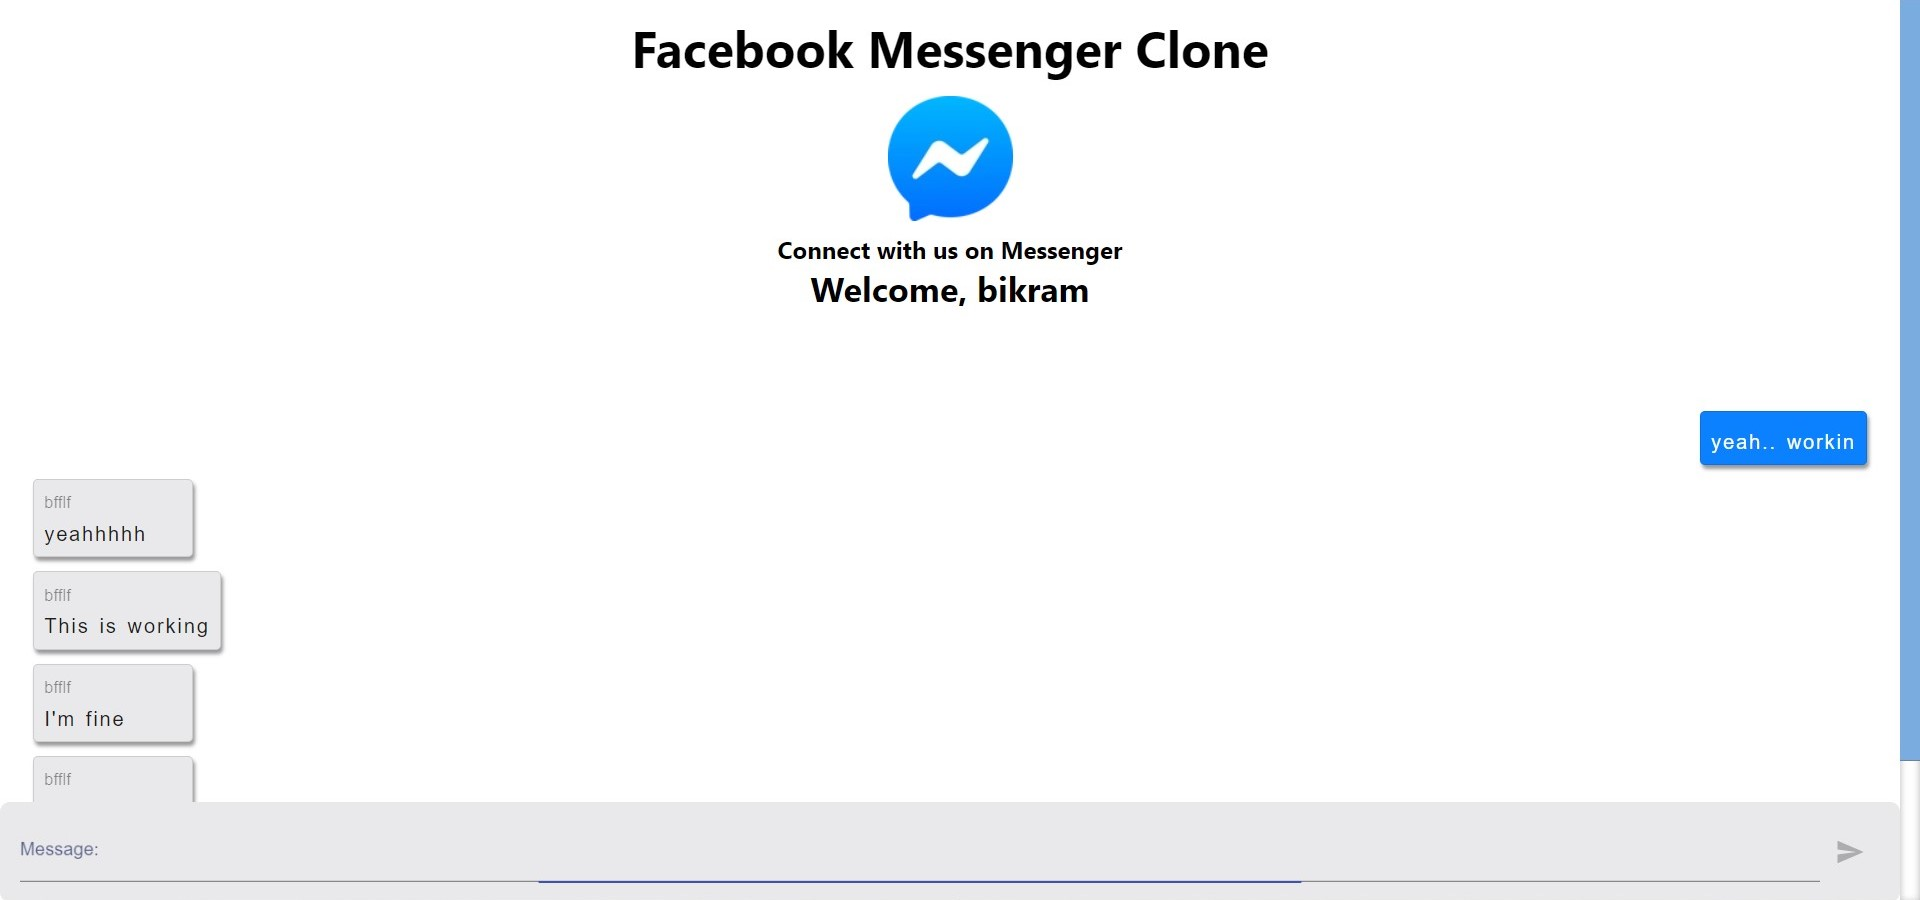 Facebook Messenger Clone
Connect with us on Messenger
Welcome, bikram
yeah.. workin
bfflf
yeahhhhh
bfflf
This is working
bfflf
I'm fine
bfflf
Message: